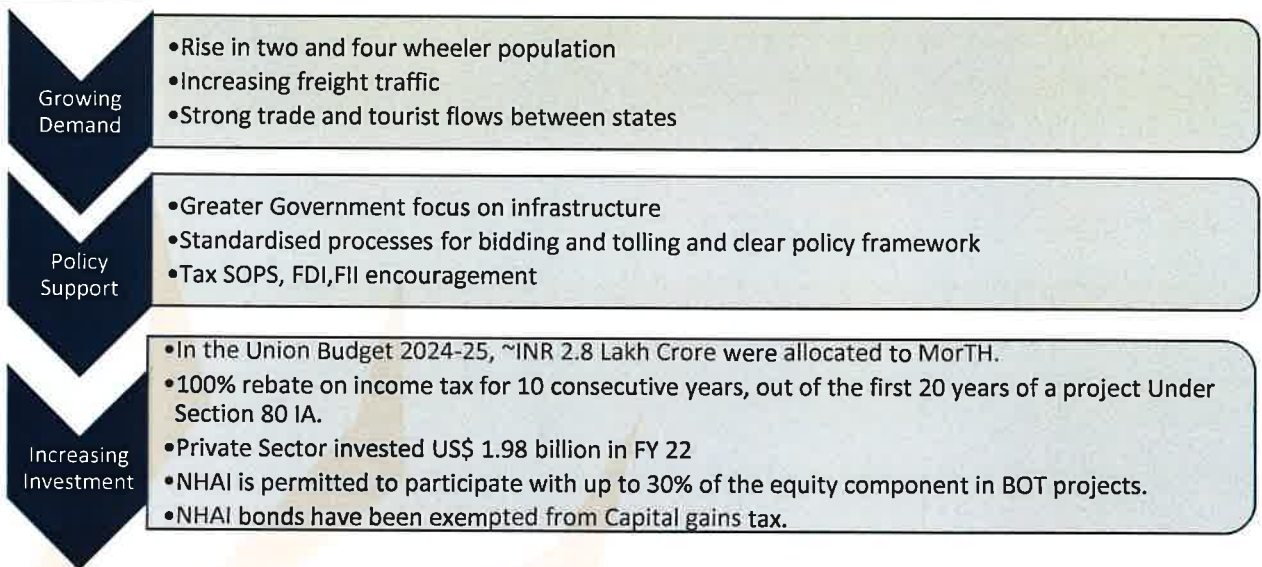 Growing
Demand
•Rise in two and four wheeler population
•Increasing freight traffic
•Strong trade and tourist flows between states
Policy
Support
•Greater Government focus on infrastructure
•Standardised processes for bidding and tolling and clear policy framework
•Tax SOPS, FDI,FII encouragement
Increasing
Investment
•In the Union Budget 2024-25, ~INR 2.8 Lakh Crore were allocated to MorTH.
•100% rebate on income tax for 10 consecutive years, out of the first 20 years of a project Under
Section 80 IA.
•Private Sector invested US$ 1.98 billion in FY 22
•NHAI is permitted to participate with up to 30% of the equity component in BOT projects.
•NHAI bonds have been exempted from Capital gains tax.